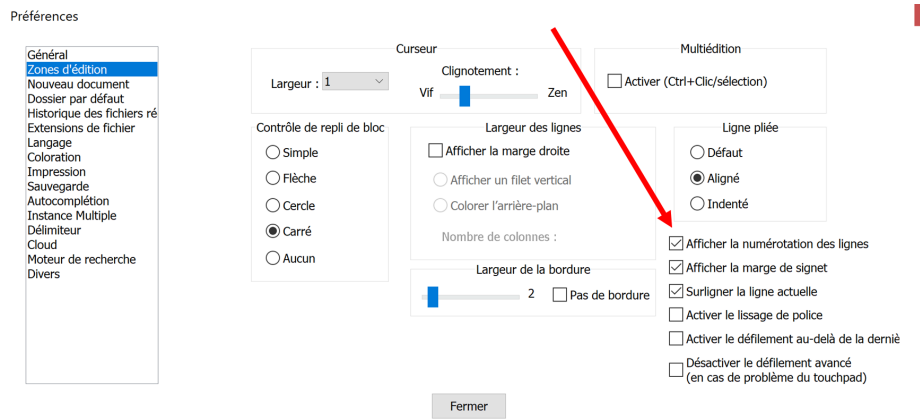 Préférences
Général
Zones d'édition
Nouveau document
Dossier par défaut
Historique des fichiers ré
Extensions de fichier
Langage
Coloration
Impression
Sauvegarde
Autocomplétion
Instance Multiple
Délimiteur
Cloud
Moteur de recherche
Divers
Curseur
Largeur : 1
Clignotement :
Vif Zen
Multiédition
Activer (Ctrl+Clic/sélection)
Contrôle de repli de bloc
Simple
Flèche
Cercle
Carré
Aucun
Largeur des lignes
Afficher la marge droite
Afficher un filet vertical
Colorer l'arrière-plan
Nombre de colonnes :
Ligne pliée
Défaut
Aligné
Indenté
Largeur de la bordure
2 Pas de bordure
Afficher la numérotation des lignes
Afficher la marge de signet
Surligner la ligne actuelle
Activer le lissage de police
Activer le défilement au-delà de la derniè
Désactiver le défilement avancé
(en cas de problème du touchpad)
Fermer